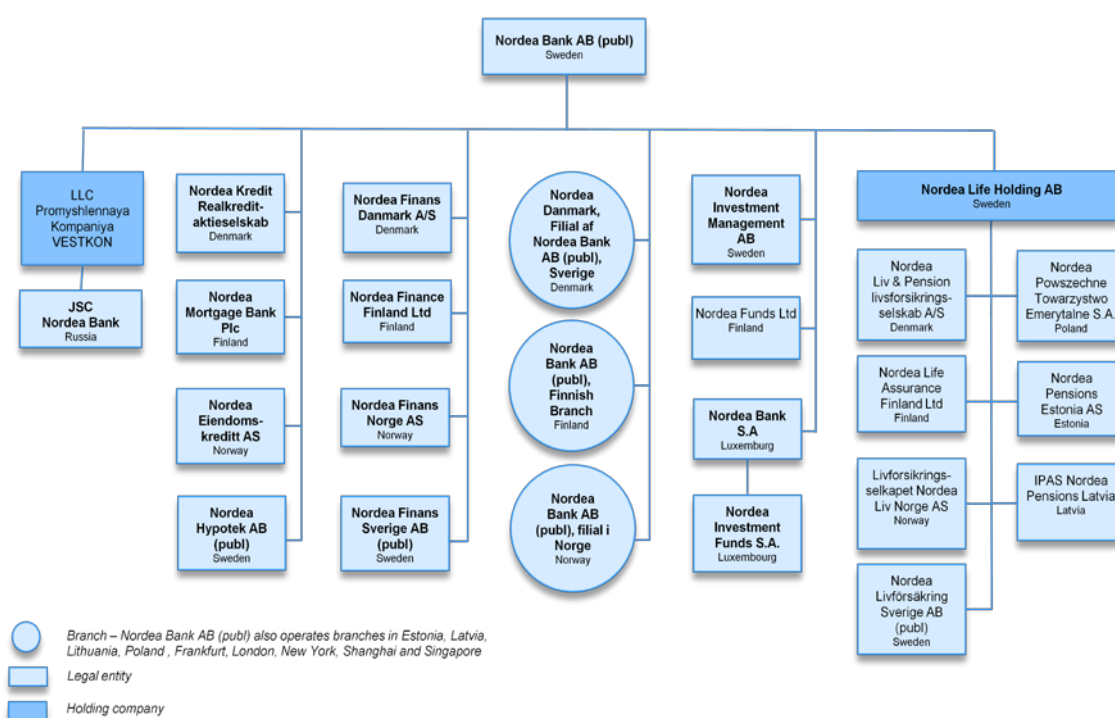 Nordea Bank AB (publ)
Sweden
LLC
Promyshlennaya
Kompaniya
VESTKON
JSC
Nordea Bank
Russia
Nordea Kredit
Realkredit-
aktieselskab
Denmark
Nordea
Mortgage Bank
Plc
Finland
Nordea
Eiendoms-
kreditt AS
Norway
Nordea
Hypotek AB
(publ)
Sweden
Nordea Finans
Danmark A/S
Denmark
Nordea Finance
Finland Ltd
Finland
Nordea Finans
Norge AS
Norway
Nordea Finans
Sverige AB
(publ)
Sweden
Nordea
Danmark,
Filial af
Nordea Bank
AB (publ),
Sverige
Denmark
Nordea
Bank AB
(publ),
Finnish
Branch
Finland
Nordea
Bank AB
(publ), filial i
Norge
Norway
Nordea
Investment
Management
AB
Sweden
Nordea Funds Ltd
Finland
Nordea Bank
S.A
Luxemburg
Nordea
Investment
Funds S.A.
Luxembourg
Nordea Life Holding AB
Sweden
Nordea
Liv & Pension
livsforsikrings-
selskab A/S
Denmark
Nordea Life
Assurance
Finland Ltd
Finland
Livforsikrings-
selkapet Nordea
Liv Norge AS
Norway
Nordea
Livförsäkring
Sverige AB
(publ)
Sweden
Nordea
Powszechne
Towarzystwo
Emerytalne S.A.
Poland
Nordea
Pensions
Estonia AS
Estonia
IPAS Nordea
Pensions Latvia
Latvia
Branch – Nordea Bank AB (publ) also operates branches in Estonia, Latvia,
Lithuania, Poland , Frankfurt, London, New York, Shanghai and Singapore
Legal entity
Holding company